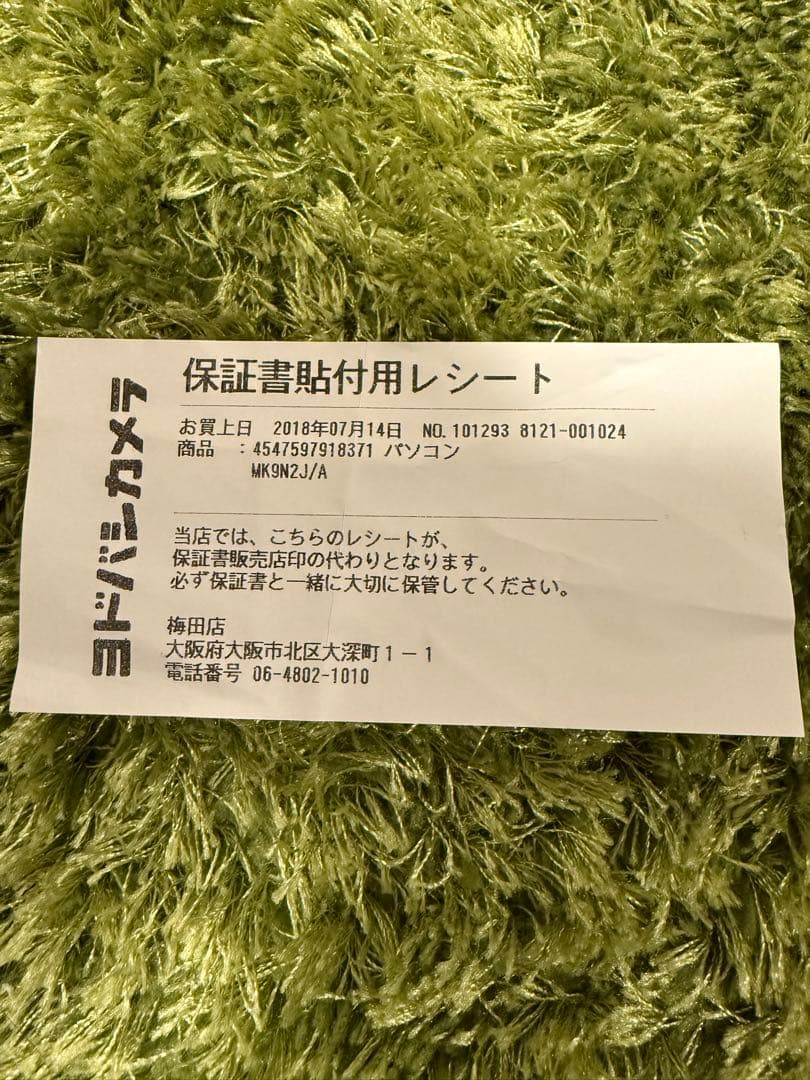 ヨドバシカメラ
保証書貼付用レシート
お買上日 2018年07月14日 NO.101293 8121-001024
商品 :4547597918371 パソコン
MK9N2J/A
当店では、こちらのレシートが、
保証書販売店印の代わりとなります。
必ず保証書と一緒に大切に保管してください。
梅田店
大阪府大阪市北区大深町1-1
電話番号 06-4802-1010